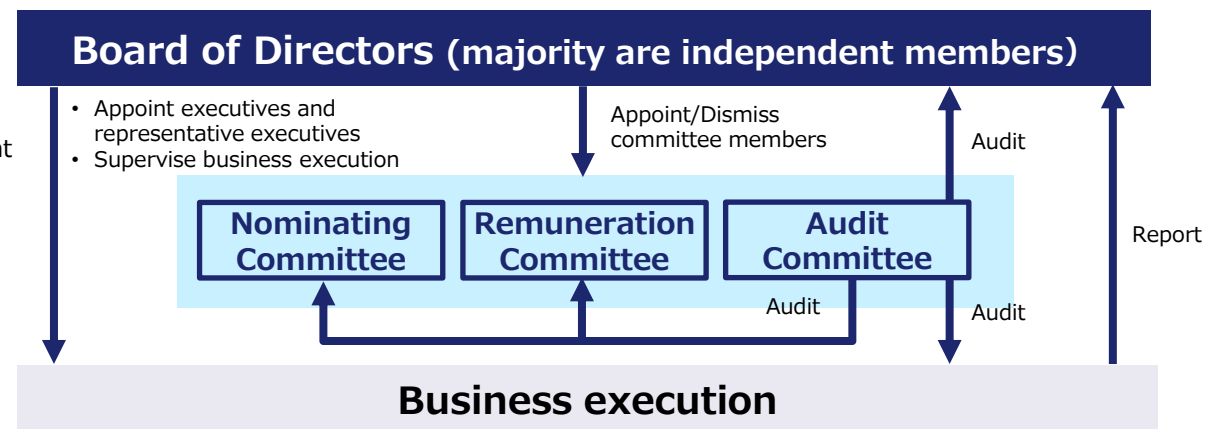 Board of Directors (majority are independent members）
• Appoint executives and
representative executives
• Supervise business execution
Appoint/Dismiss
committee members
Audit
Nominating
Committee
Remuneration
Committee
Audit
Committee
Report
Audit
Audit
Business execution